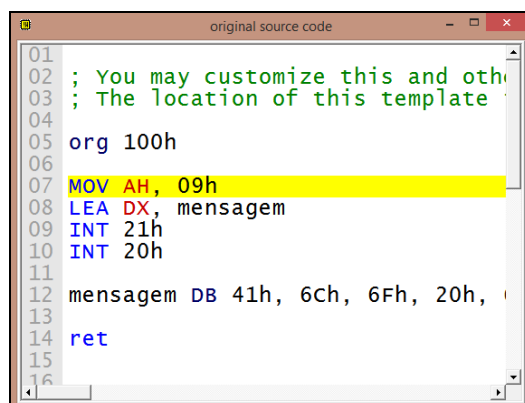 original source code
01
02 ; You may customize this and othe
03 ; The location of this template
04
05 org 100h
06
07 MOV AH, 09h
08 LEA DX, mensagem
09 INT 21h
10 INT 20h
11
12 mensagem DB 41h, 6Ch, 6Fh, 20h,
13
14 ret
15
16